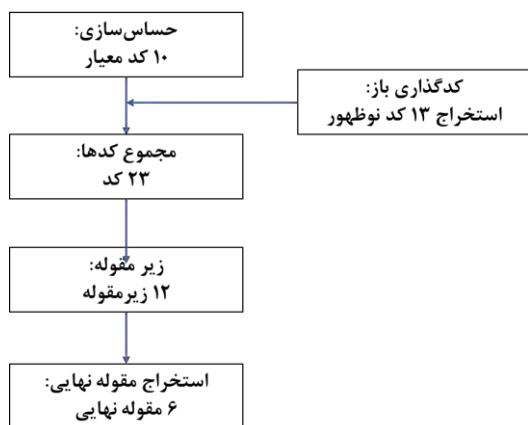 حساس‌سازی:
۱۰ کد معیار
کدگذاری باز:
استخراج ۱۳ کد نوظهور
مجموع کدها:
۲۳ کد
زیر مقوله:
۱۲ زیرمقوله
استخراج مقوله نهایی:
۶ مقوله نهایی